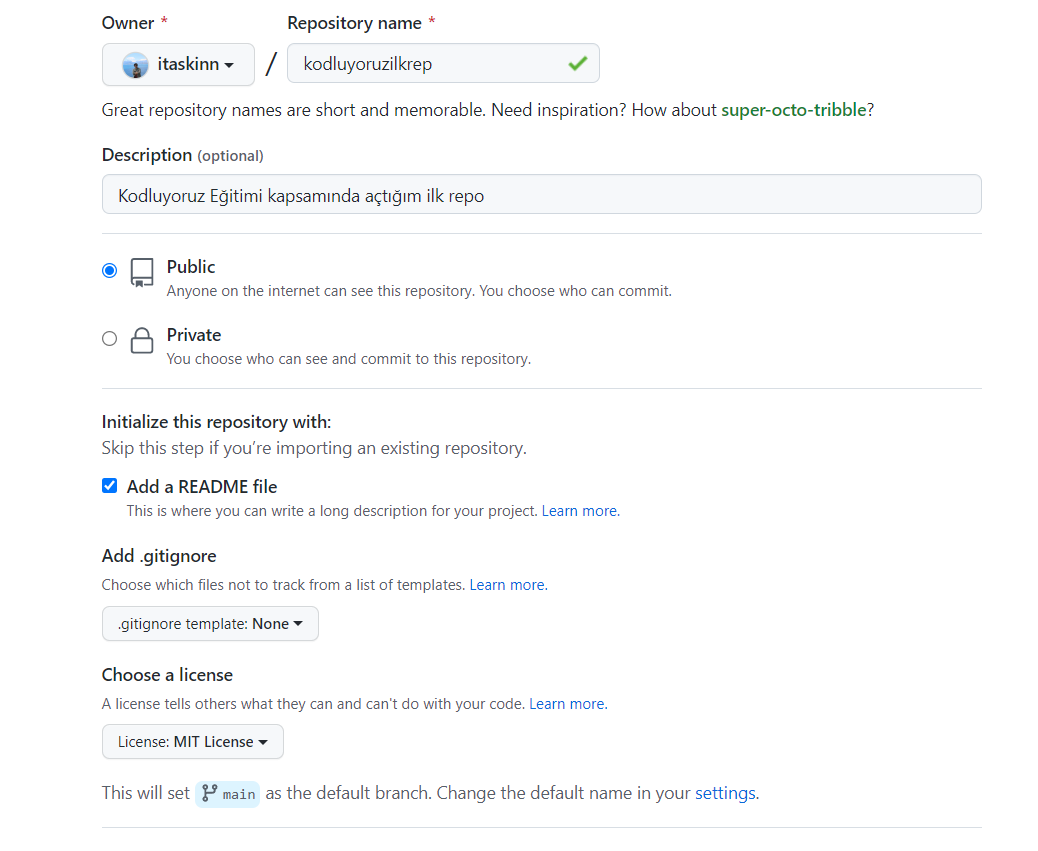 Owner * Repository name *
itaskinn / kodluyoruzilkrep
Great repository names are short and memorable. Need inspiration? How about super-octo-tribble?
Description (optional)
Kodluyoruz Eğitimi kapsamında açtığım ilk repo
Public
Anyone on the internet can see this repository. You choose who can commit.
Private
You choose who can see and commit to this repository.
Initialize this repository with:
Skip this step if you’re importing an existing repository.
Add a README file
This is where you can write a long description for your project. Learn more.
Add .gitignore
Choose which files not to track from a list of templates. Learn more.
.gitignore template: None
Choose a license
A license tells others what they can and can't do with your code. Learn more.
License: MIT License
This will set main as the default branch. Change the default name in your settings.